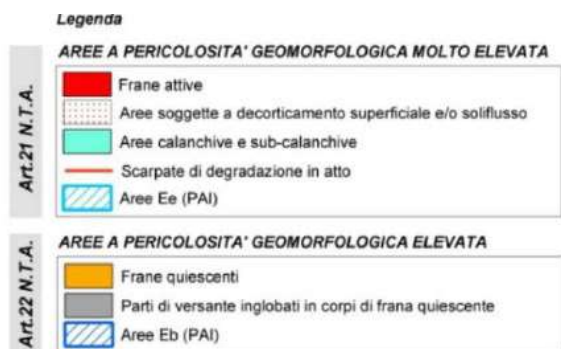 Legenda
AREE A PERICOLOSITA' GEOMORFOLOGICA MOLTO ELEVATA
Art.21 N.T.A.
Frane attive
Aree soggette a decorticamento superficiale e/o soliflusso
Aree calanchive e sub-calanchive
Scarpate di degradazione in atto
Aree Ee (PAI)
AREE A PERICOLOSITA' GEOMORFOLOGICA ELEVATA
Art.22 N.T.A.
Frane quiescenti
Parti di versante inglobati in corpi di frana quiescente
Aree Eb (PAI)